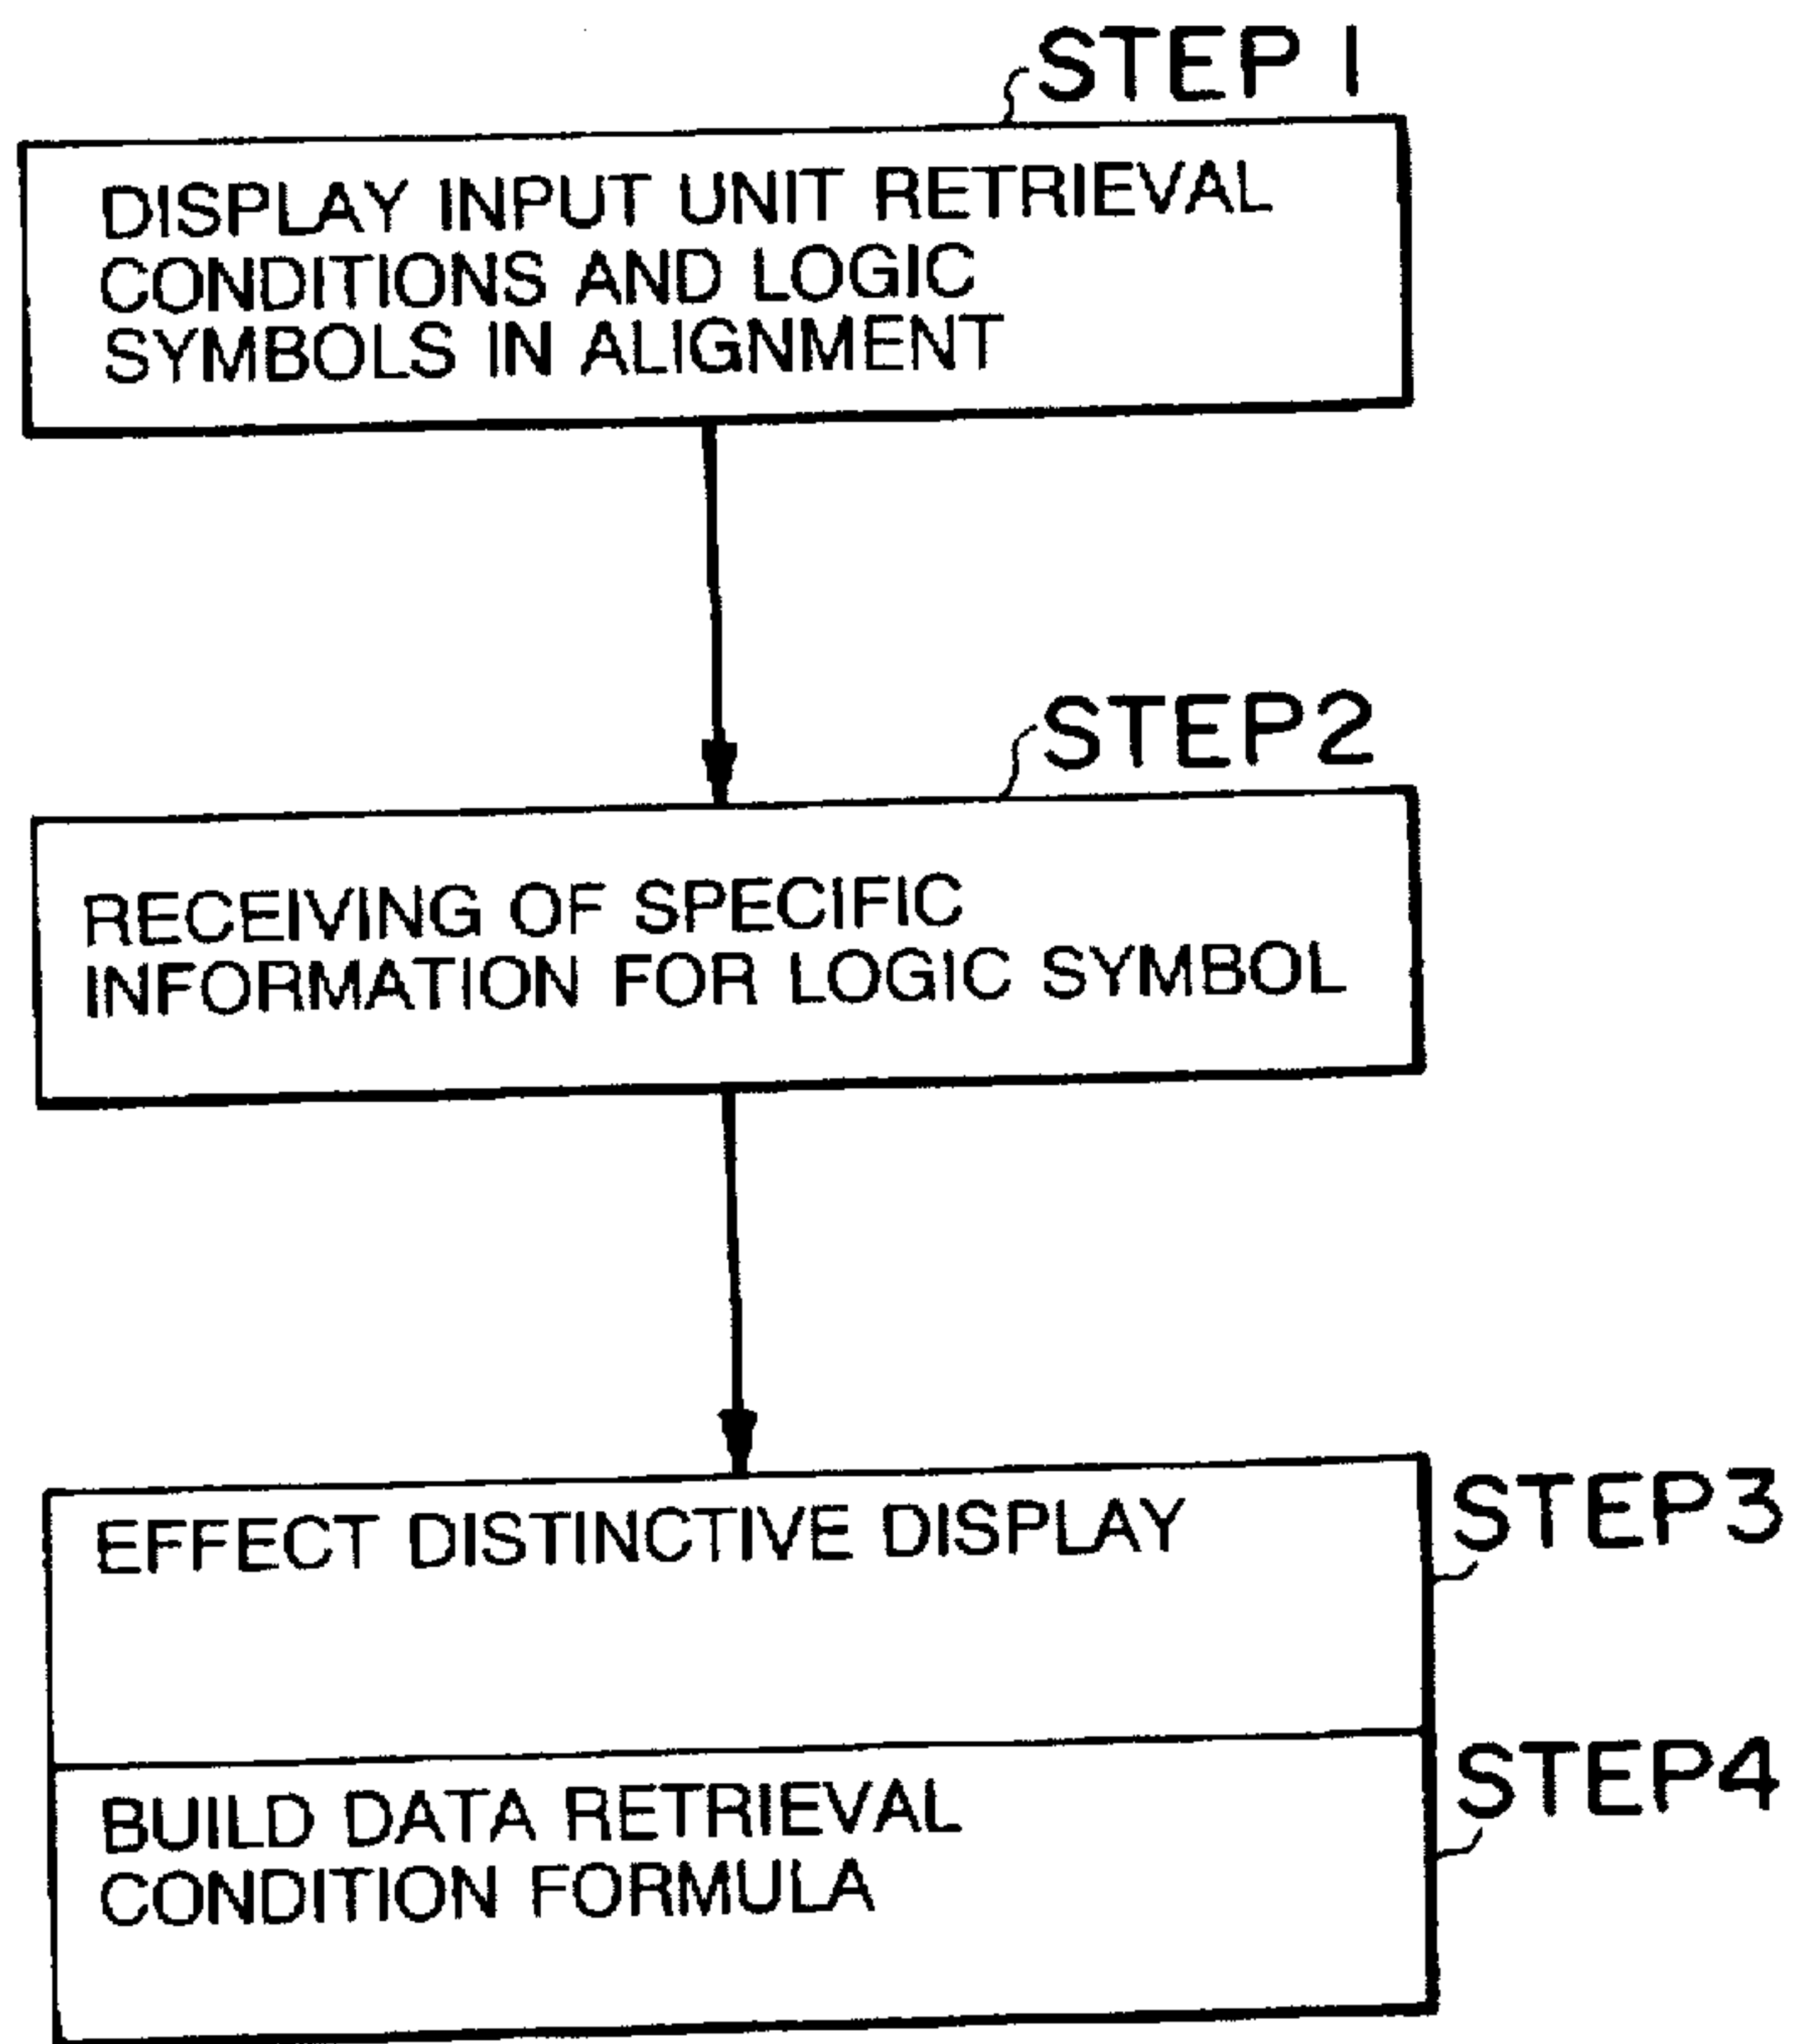 STEP 1
DISPLAY INPUT UNIT RETRIEVAL
CONDITIONS AND LOGIC
SYMBOLS IN ALIGNMENT
STEP2
RECEIVING OF SPECIFIC
INFORMATION FOR LOGIC SYMBOL
EFFECT DISTINCTIVE DISPLAY
STEP3
STEP4
BUILD DATA RETRIEVAL
CONDITION FORMULA